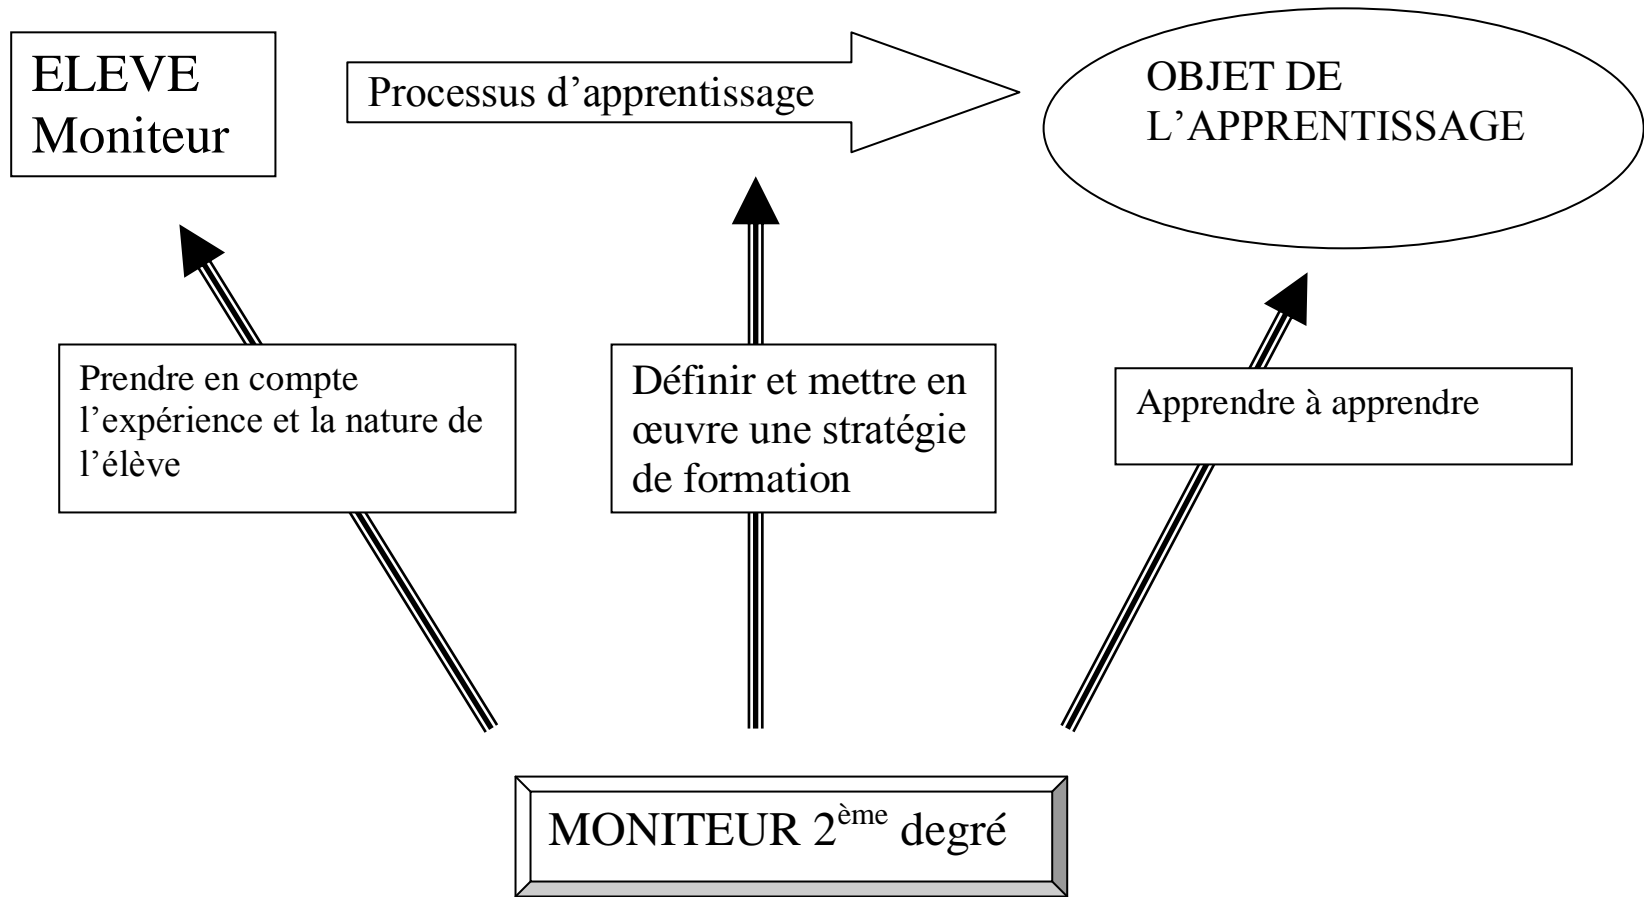 ELEVE
Moniteur
Processus d’apprentissage
OBJET DE
L’APPRENTISSAGE
Prendre en compte
l’expérience et la nature de
l’élève
Définir et mettre en
œuvre une stratégie
de formation
Apprendre à apprendre
MONITEUR 2ème degré